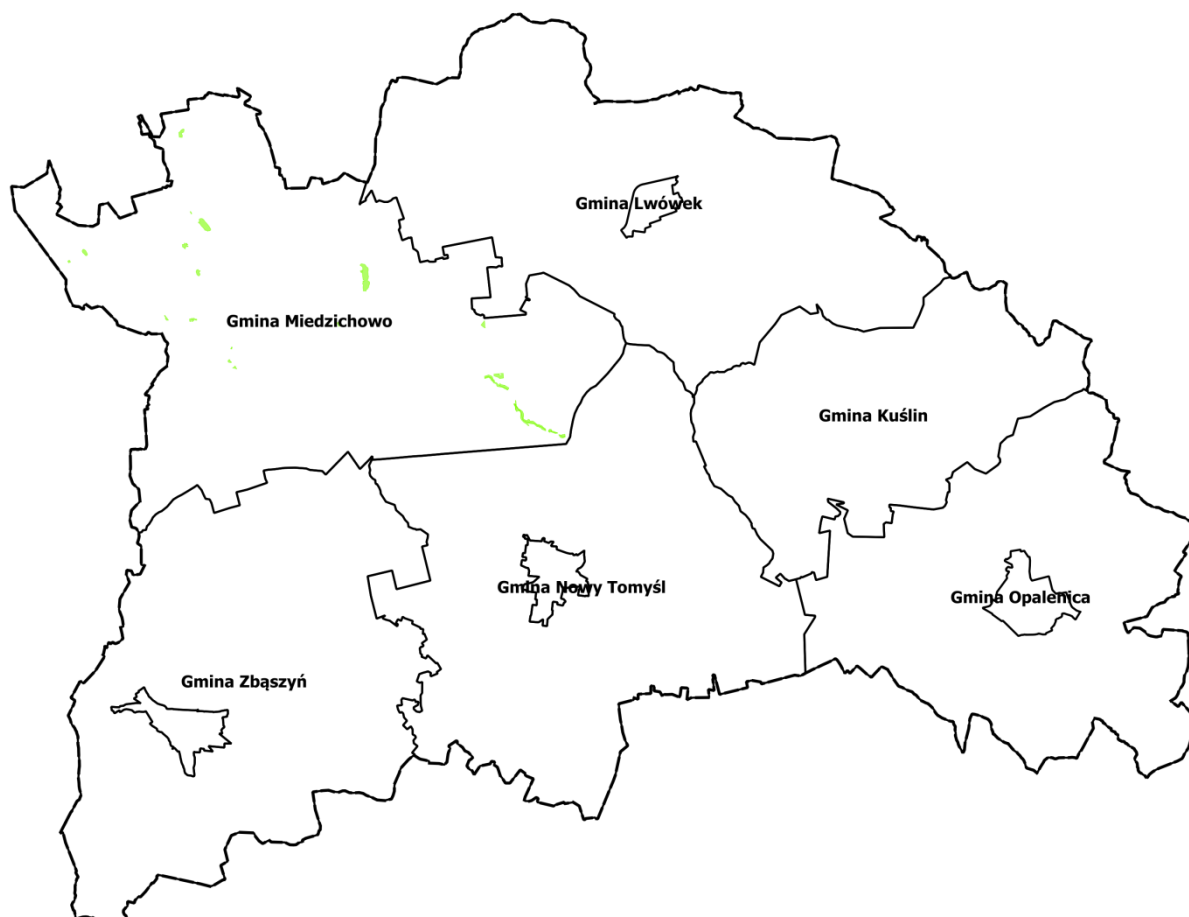 Gmina Lwówek
Gmina Miedzichowo
Gmina Kuślin
Gmina Nowy Tomyśl
Gmina Opalenica
Gmina Zbąszyń